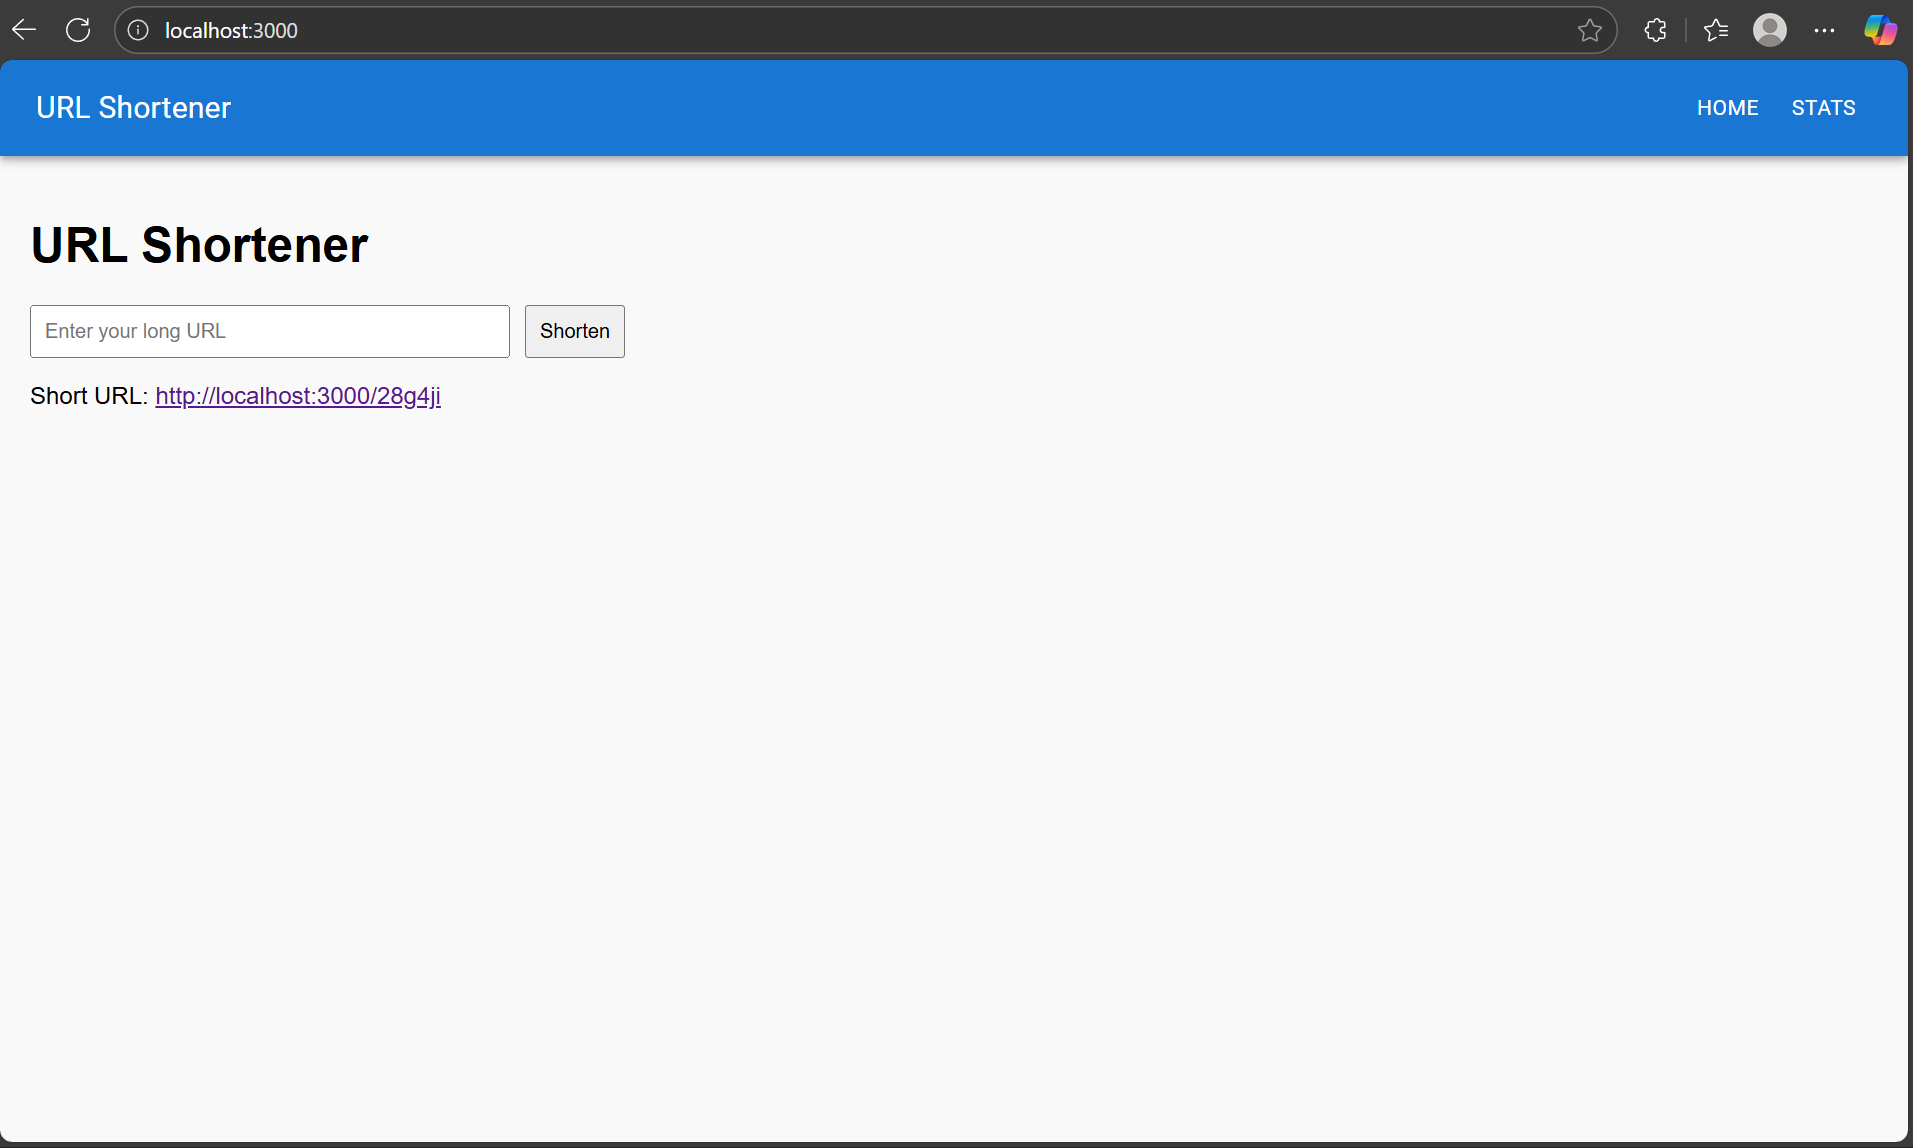 localhost:3000
URL Shortener
HOME STATS
URL Shortener
Enter your long URL Shorten
Short URL: http://localhost:3000/28g4ji